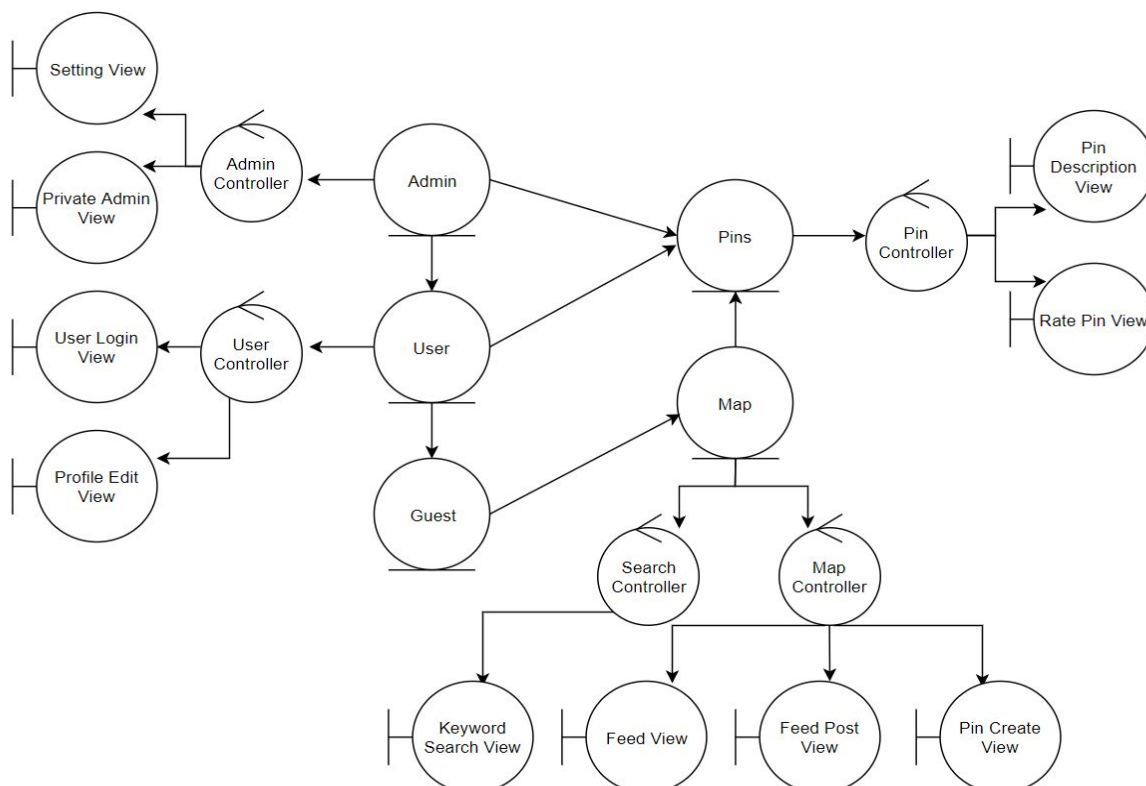 Setting View
Admin
Controller
Admin
Private Admin
View
Pins
Pin
Controller
Pin
Description
View
Rate Pin View
User Login
View
User
Controller
User
Map
Profile Edit
View
Guest
Search
Controller
Map
Controller
Keyword
Search View
Feed View
Feed Post
View
Pin Create
View